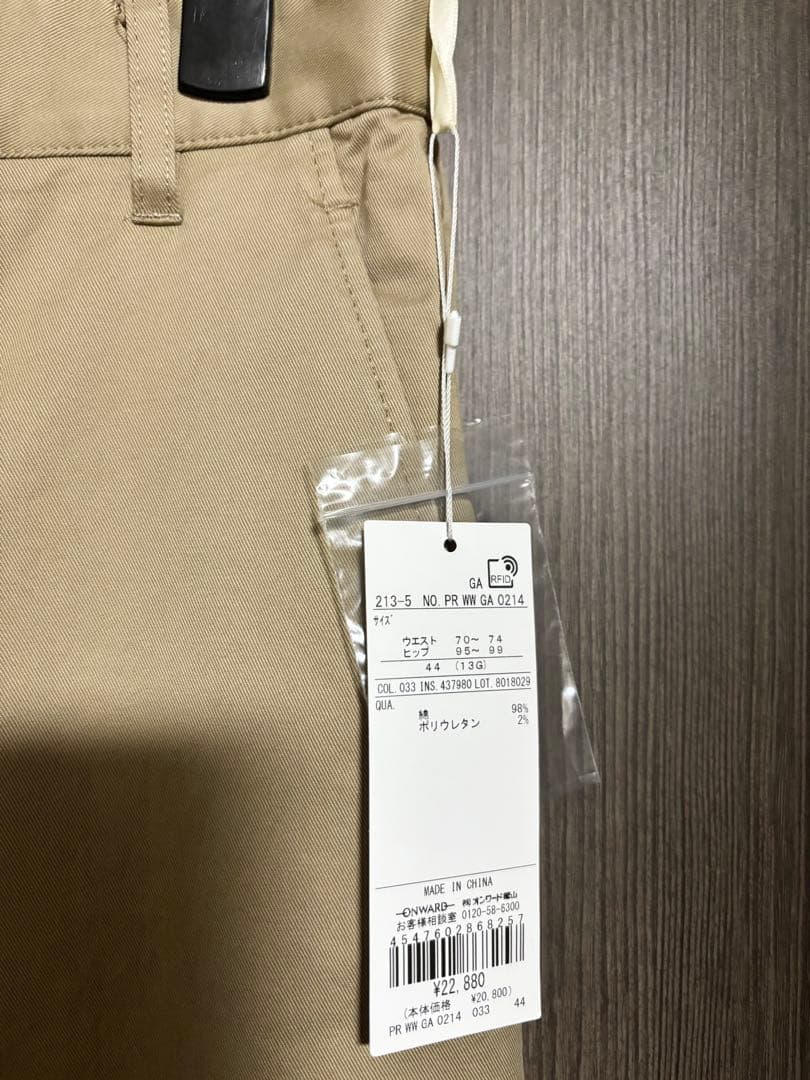 GA RFID
213-5 NO. PR WW GA 0214
サイズ
ウエスト 70〜 74
ヒップ 95〜 99
44 (13G)
COL. 033 INS. 437980 LOT. 8018029
QUA.
綿 98%
ポリウレタン 2%
MADE IN CHINA
ONWARD ㈱オンワード樫山
お客様相談室 0120-58-6300
4547602868257
¥22,880
(本体価格 ¥20,800)
PR WW GA 0214 033 44